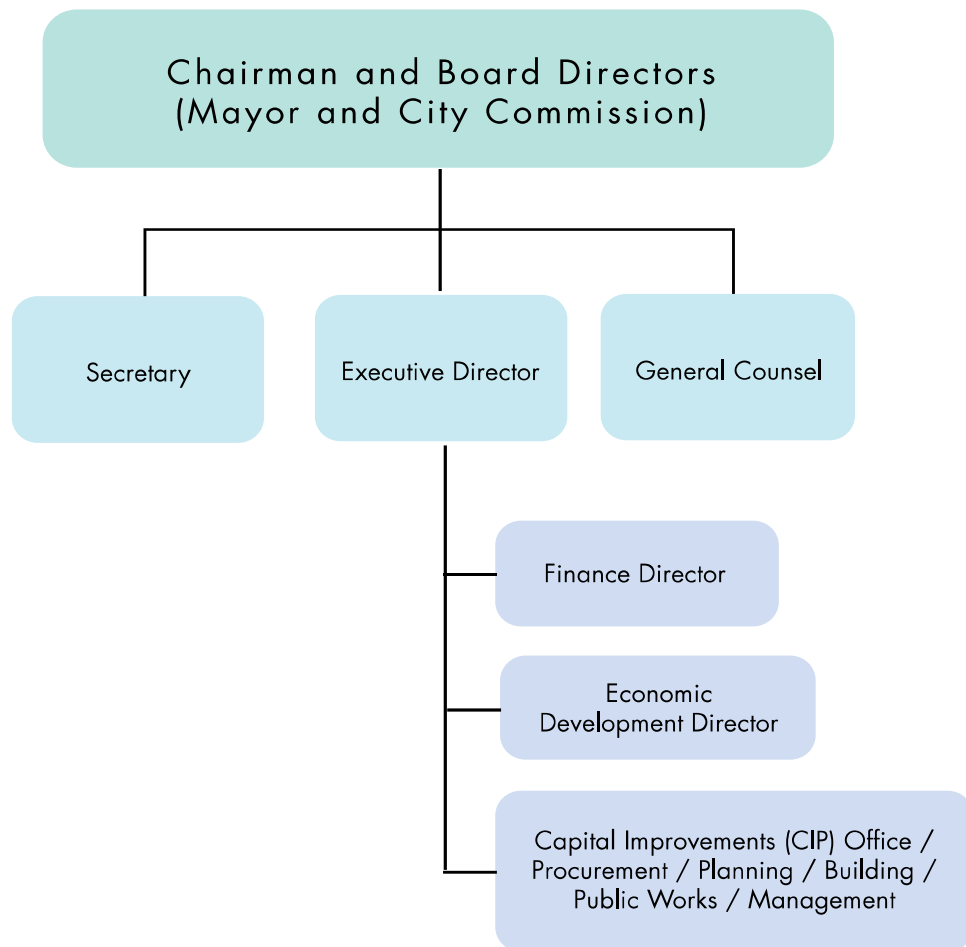 Chairman and Board Directors
(Mayor and City Commission)
Secretary
Executive Director
General Counsel
Finance Director
Economic
Development Director
Capital Improvements (CIP) Office /
Procurement / Planning / Building /
Public Works / Management